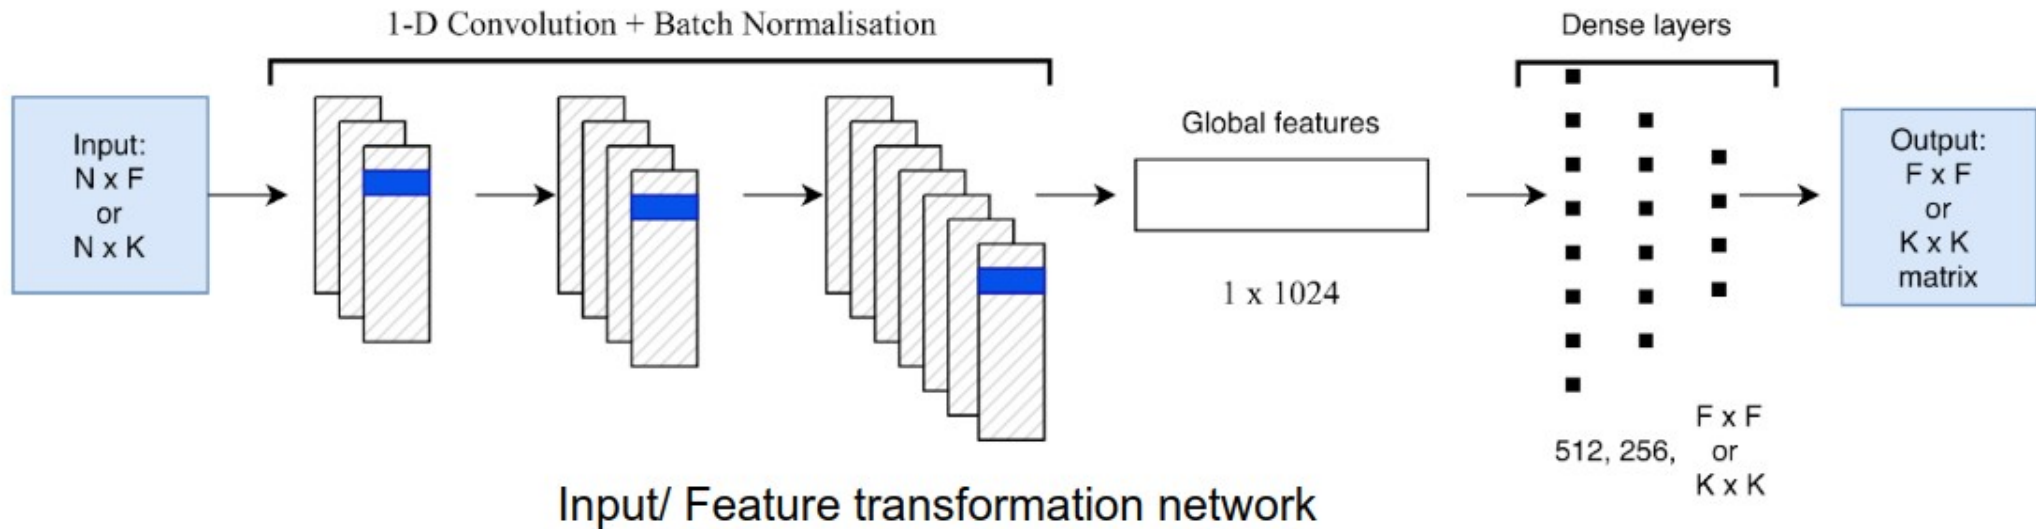 1-D Convolution + Batch Normalisation
Dense layers
Input:
N x F
or
N x K
Global features
1 x 1024
Output:
F x F
or
K x K
matrix
512, 256,
F x F
or
K x K
Input/ Feature transformation network